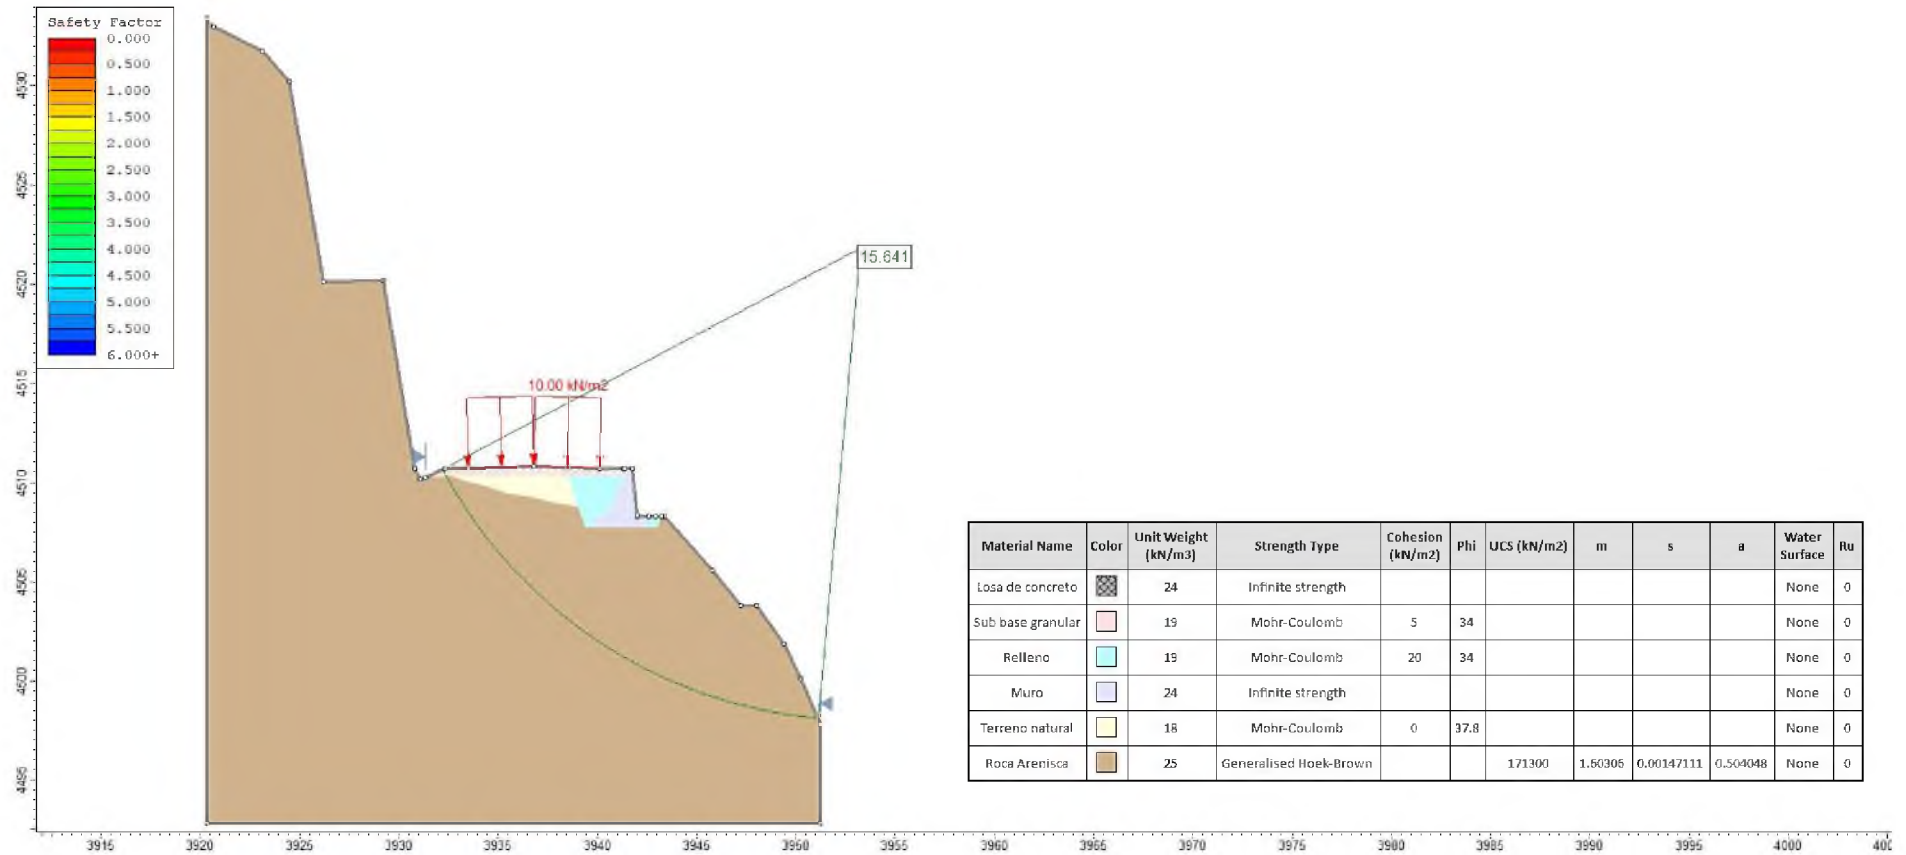 Safety Factor
0.000
0.500
1.000
1.500
2.000
2.500
3.000
3.500
4.000
4.500
5.000
5.500
6.000+
4530
4525
4520
4515
4510
4505
4500
4495
15.641
10.00 kN/m2
Material Name Color Unit Weight (kN/m3) Strength Type Cohesion (kN/m2) Phi UCS (kN/m2) m s a Water Surface Ru
Losa de concreto 24 Infinite strength None 0
Sub base granular 19 Mohr-Coulomb 5 34 None 0
Relleno 19 Mohr-Coulomb 20 34 None 0
Muro 24 Infinite strength None 0
Terreno natural 18 Mohr-Coulomb 0 37.8 None 0
Roca Arenisca 25 Generalised Hoek-Brown 171300 1.60306 0.00147111 0.504048 None 0
3915 3920 3925 3930 3935 3940 3945 3950 3955 3960 3965 3970 3975 3980 3985 3990 3995 4000